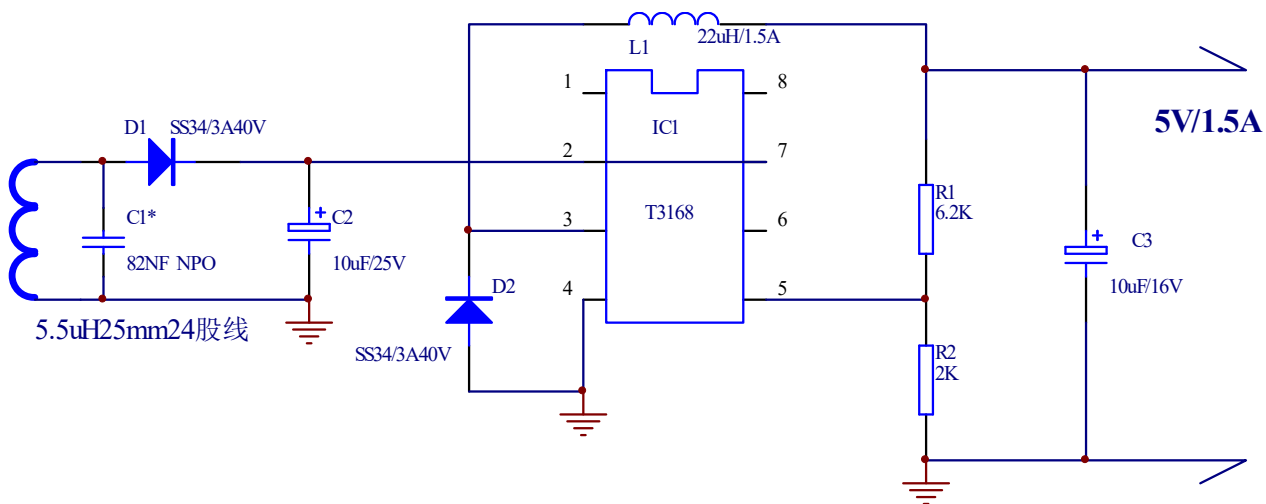 22uH/1.5A
L1
1
8
D1
SS34/3A40V
IC1
5V/1.5A
2
7
R1
6.2K
C1*
C2
3
T3168
6
C3
82NF NPO
10uF/25V
D2
4
5
10uF/16V
5.5uH25mm24股线
SS34/3A40V
R2
2K